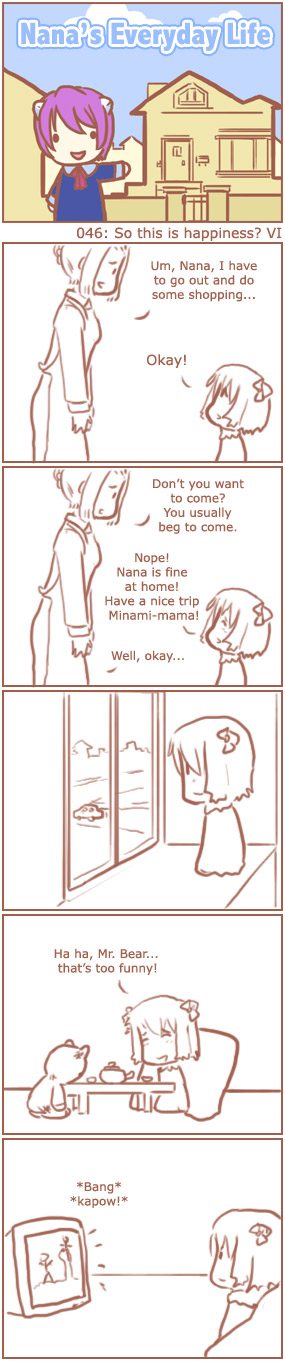 Nana's Everyday Life
046: So this is happiness? VI
Um, Nana, I have
to go out and do
some shopping...
Okay!
Don't you want
to come?
You usually
beg to come.
Nope!
Nana is fine
at home!
Have a nice trip
Minami-mama!
Well, okay...
Ha ha, Mr. Bear...
that's too funny!
*Bang*
*kapow!*